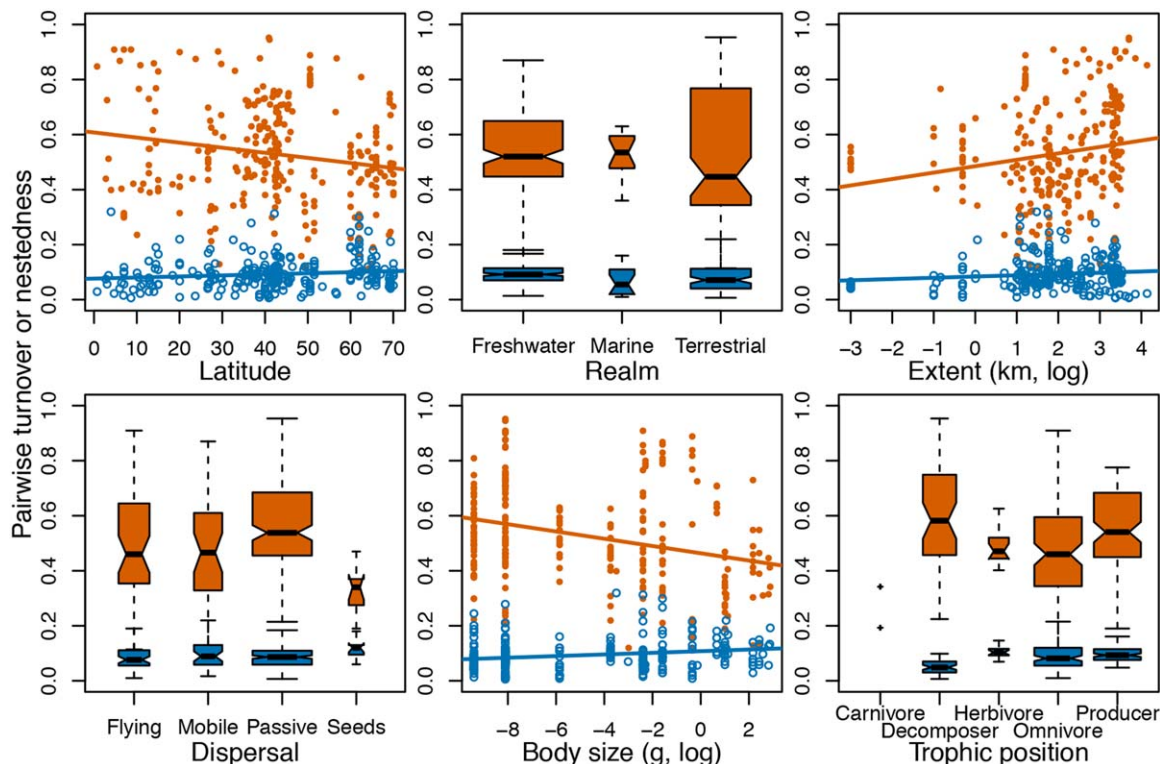 Pairwise turnover or nestedness
1.0
0.8
0.6
0.4
0.2
0.0
0 10 20 30 40 50 60 70
Latitude
1.0
0.8
0.6
0.4
0.2
0.0
Freshwater Marine Terrestrial
Realm
1.0
0.8
0.6
0.4
0.2
0.0
−3 −2 −1 0 1 2 3 4
Extent (km, log)
1.0
0.8
0.6
0.4
0.2
0.0
Flying Mobile Passive Seeds
Dispersal
1.0
0.8
0.6
0.4
0.2
0.0
−8 −6 −4 −2 0 2
Body size (g, log)
1.0
0.8
0.6
0.4
0.2
0.0
Carnivore Herbivore Producer
Decomposer Omnivore
Trophic position